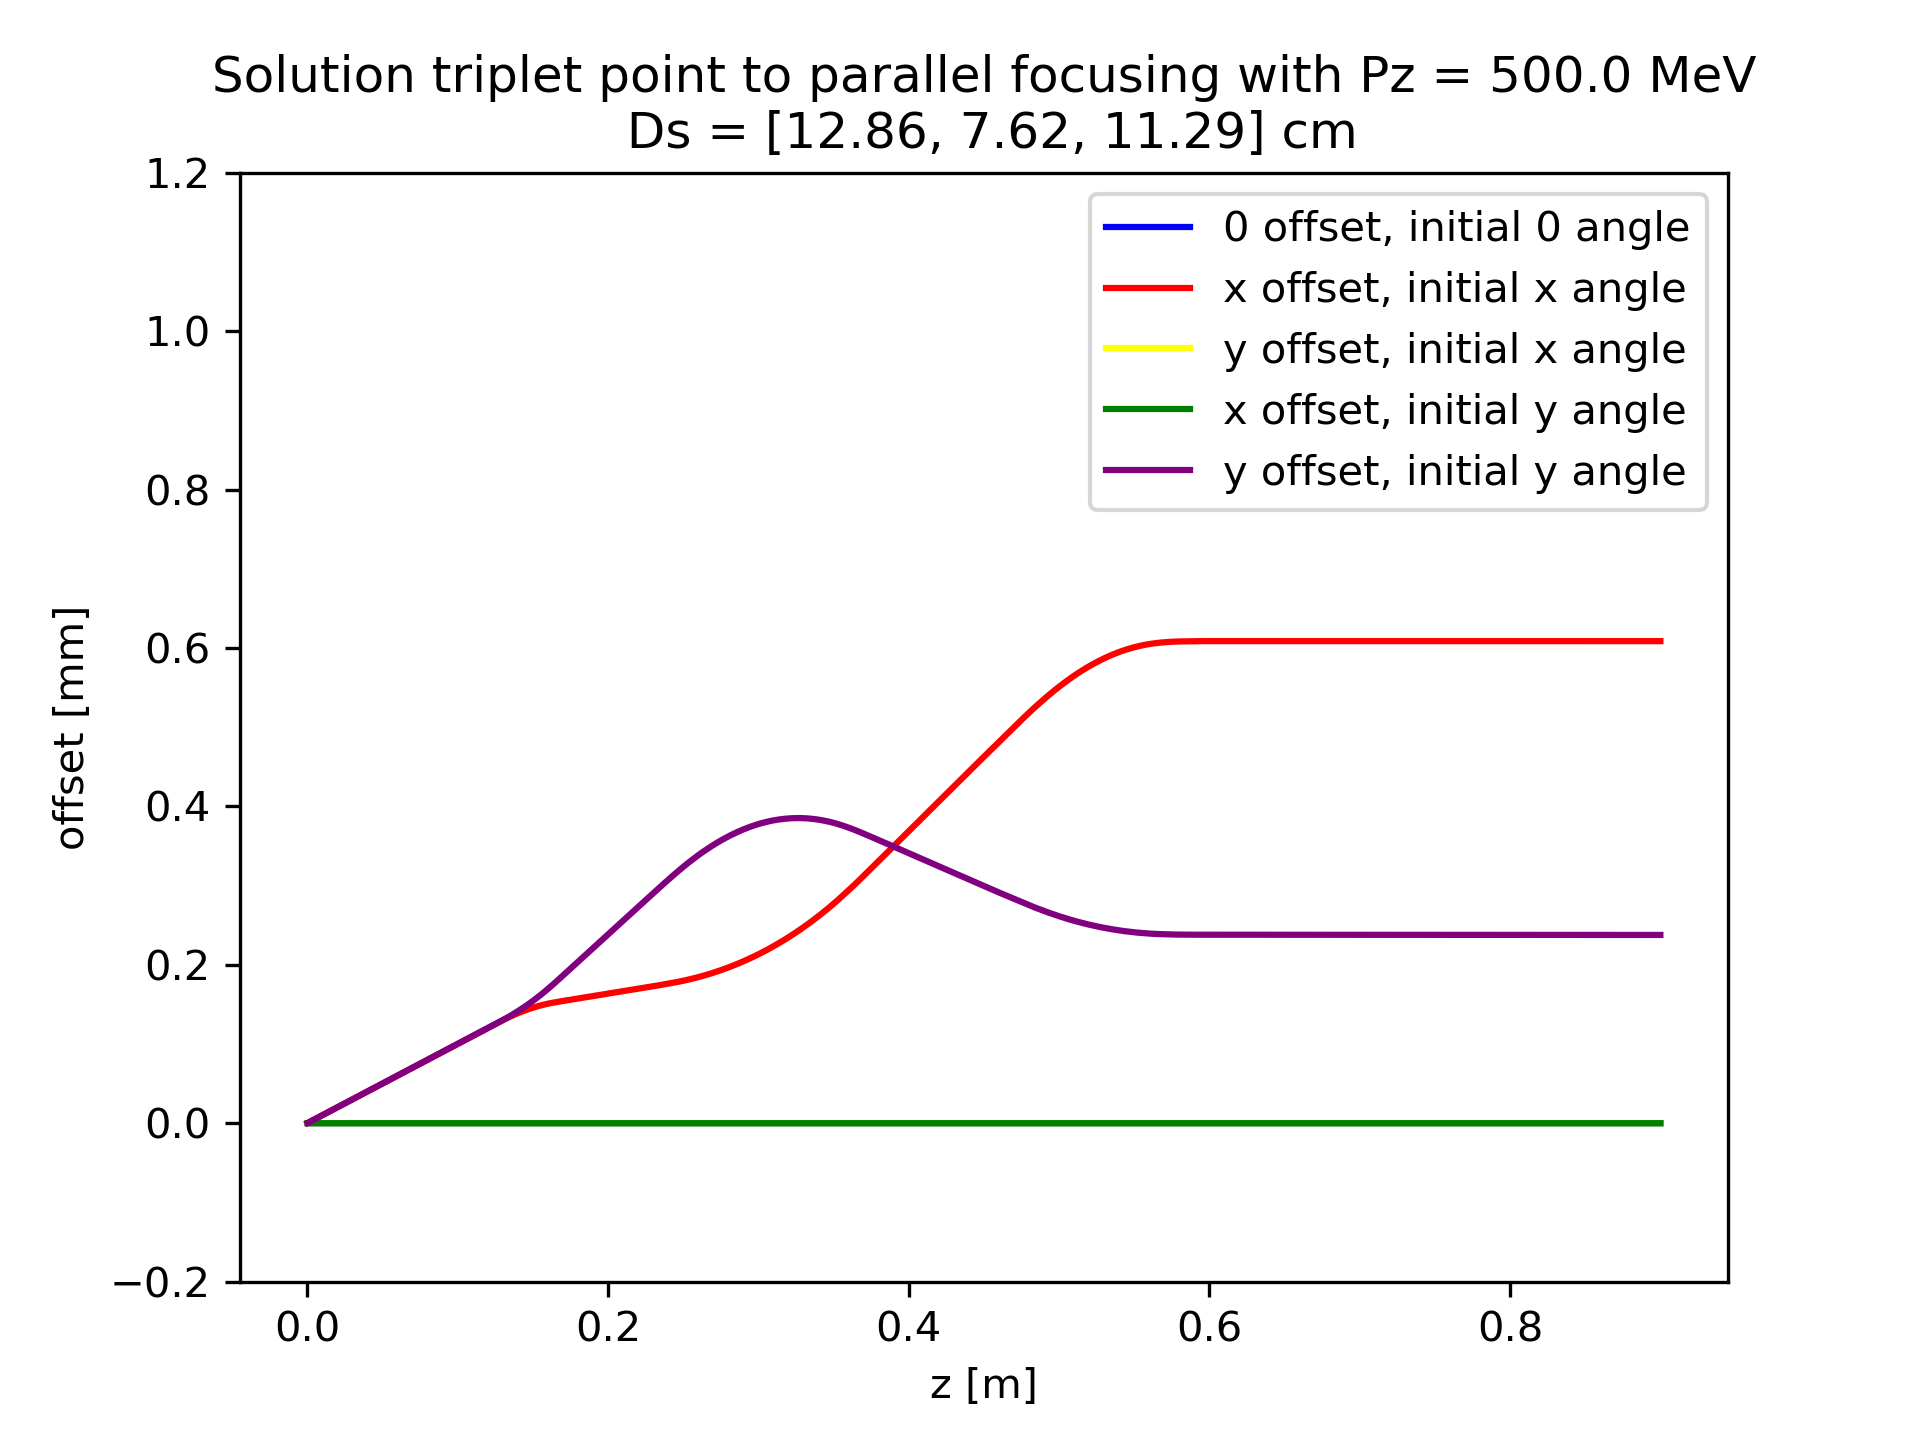 Solution triplet point to parallel focusing with Pz = 500.0 MeV
Ds = [12.86, 7.62, 11.29] cm
1.2
1.0
0.8
0.6
0.4
0.2
0.0
−0.2
offset [mm]
0 offset, initial 0 angle
x offset, initial x angle
y offset, initial x angle
x offset, initial y angle
y offset, initial y angle
0.0 0.2 0.4 0.6 0.8
z [m]